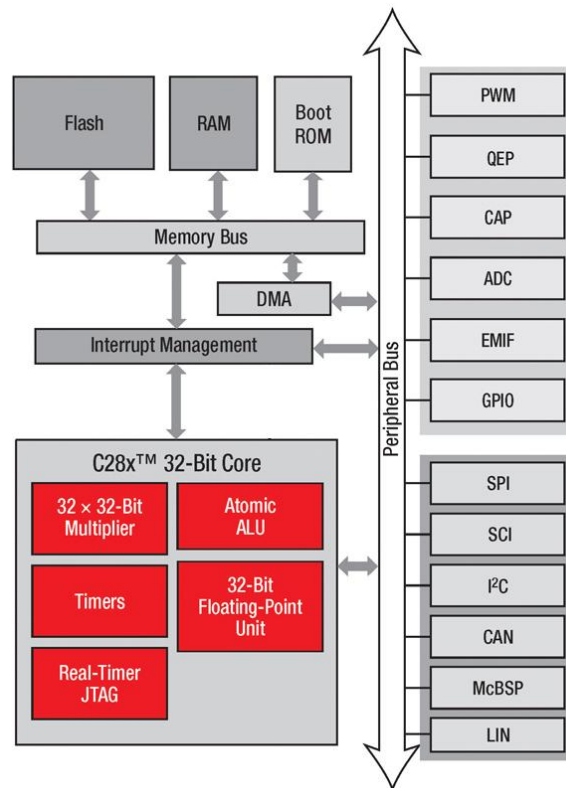 Flash
RAM
Boot
ROM
Memory Bus
DMA
Interrupt Management
C28x™ 32-Bit Core
32 × 32-Bit
Multiplier
Atomic
ALU
Timers
32-Bit
Floating-Point
Unit
Real-Timer
JTAG
Peripheral Bus
PWM
QEP
CAP
ADC
EMIF
GPIO
SPI
SCI
I²C
CAN
McBSP
LIN